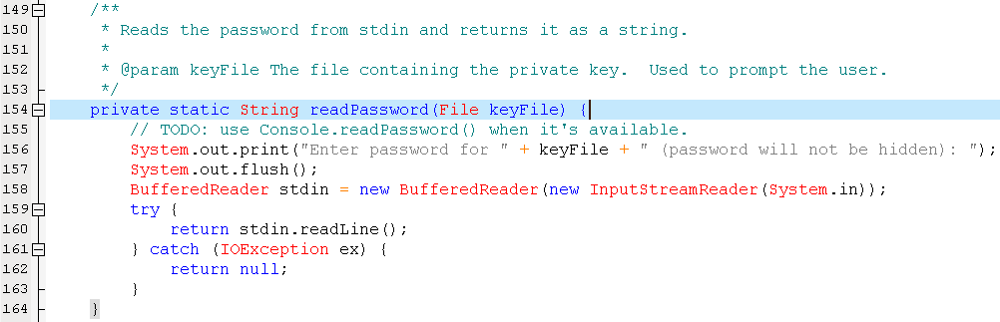 149 /**
150 * Reads the password from stdin and returns it as a string.
151 *
152 * @param keyFile The file containing the private key.  Used to prompt the user.
153 */
154 private static String readPassword(File keyFile) {
155 // TODO: use Console.readPassword() when it's available.
156 System.out.print("Enter password for " + keyFile + " (password will not be hidden): ");
157 System.out.flush();
158 BufferedReader stdin = new BufferedReader(new InputStreamReader(System.in));
159 try {
160 return stdin.readLine();
161 } catch (IOException ex) {
162 return null;
163 }
164 }